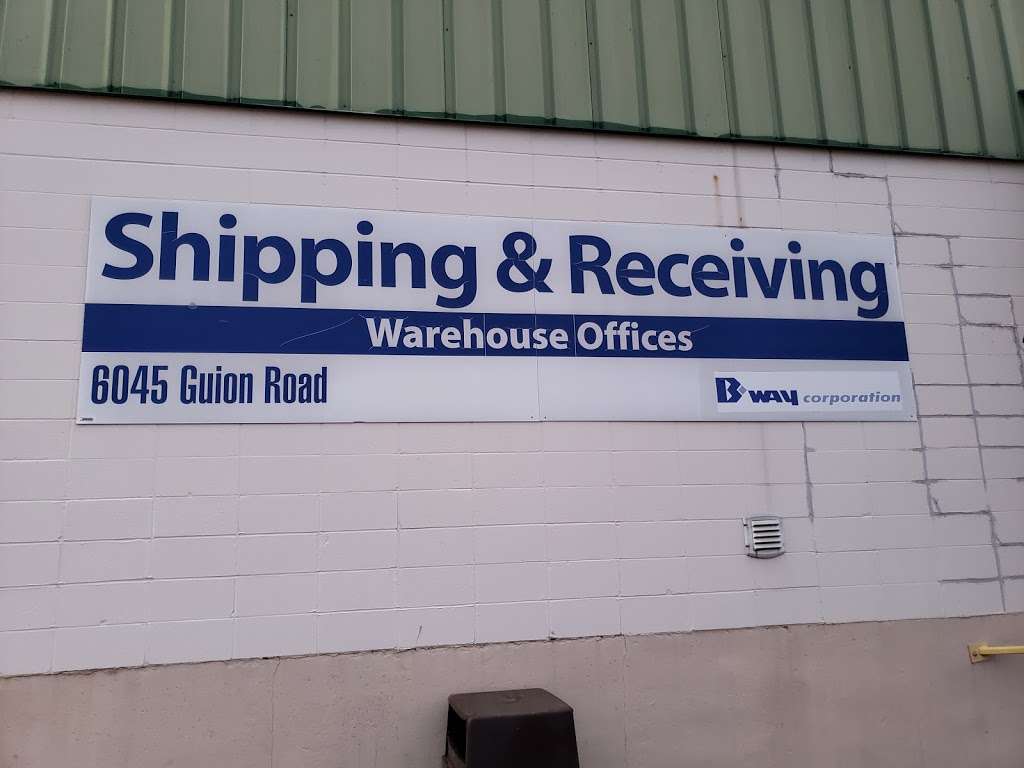 Shipping & Receiving
Warehouse Offices
6045 Guion Road
B·WAY corporation